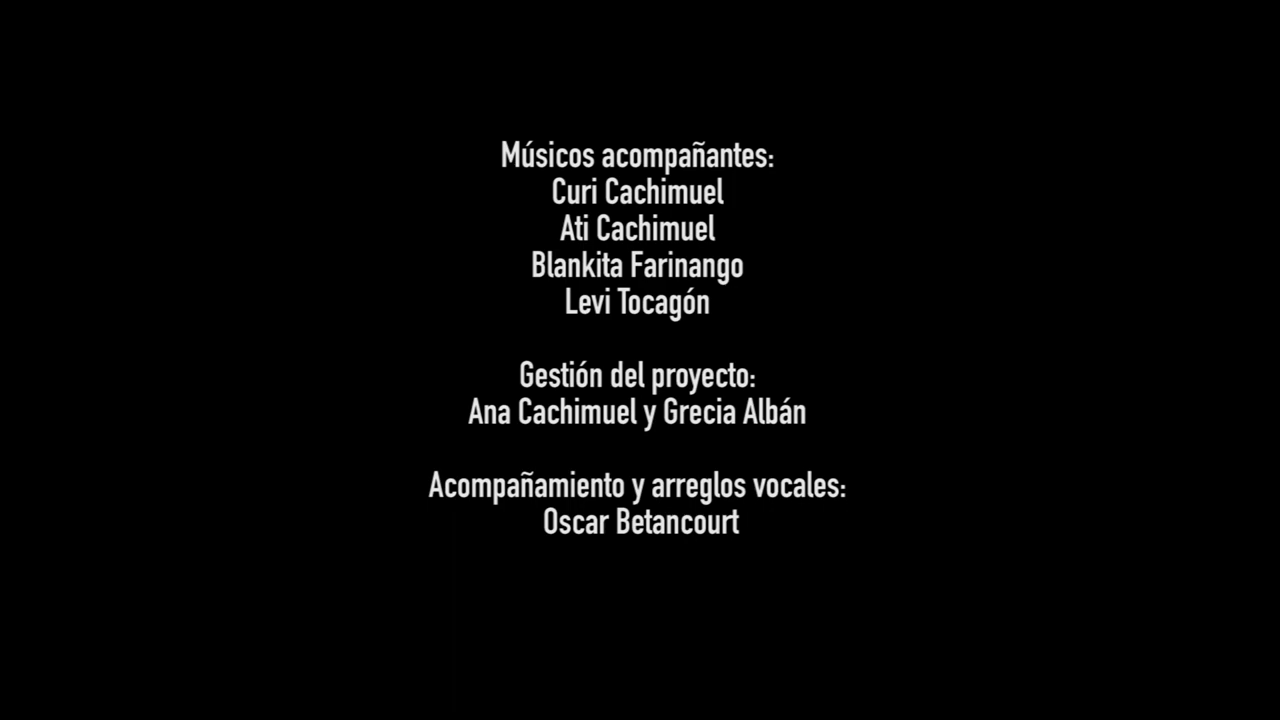 Músicos acompañantes:
Curi Cachimuel
Ati Cachimuel
Blankita Farinango
Levi Tocagón
Gestión del proyecto:
Ana Cachimuel y Grecia Albán
Acompañamiento y arreglos vocales:
Oscar Betancourt